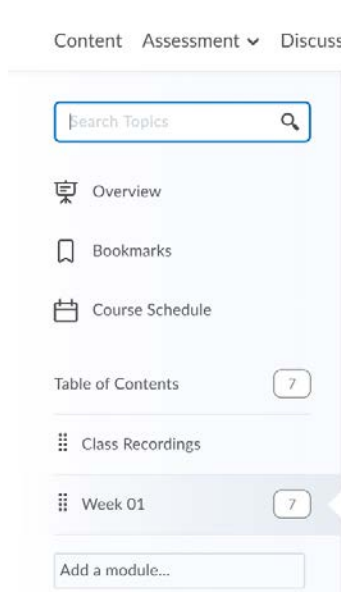 Content Assessment Discuss
Search Topics
Overview
Bookmarks
Course Schedule
Table of Contents 7
Class Recordings
Week 01 7
Add a module...